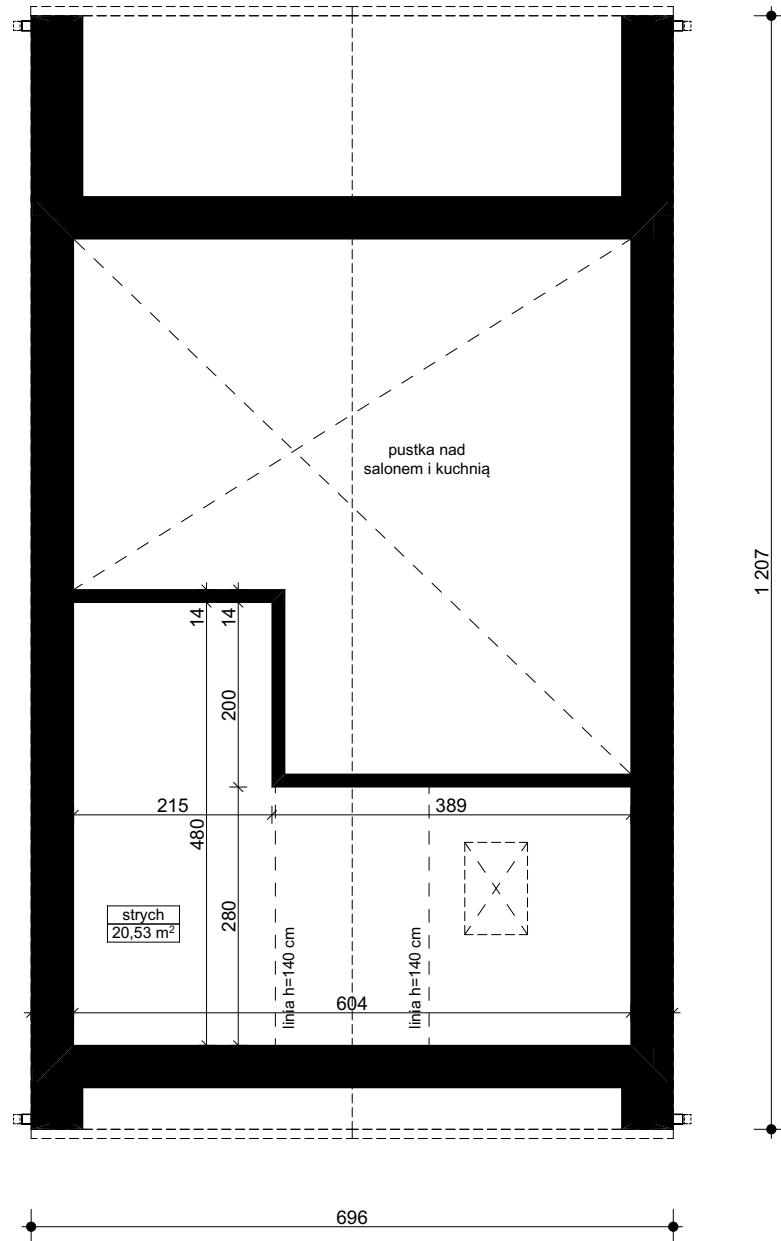 pustka nad
salonem i kuchnią
1 207
14
14
200
215
389
480
280
strych
20,53 m²
linia h=140 cm
linia h=140 cm
604
696